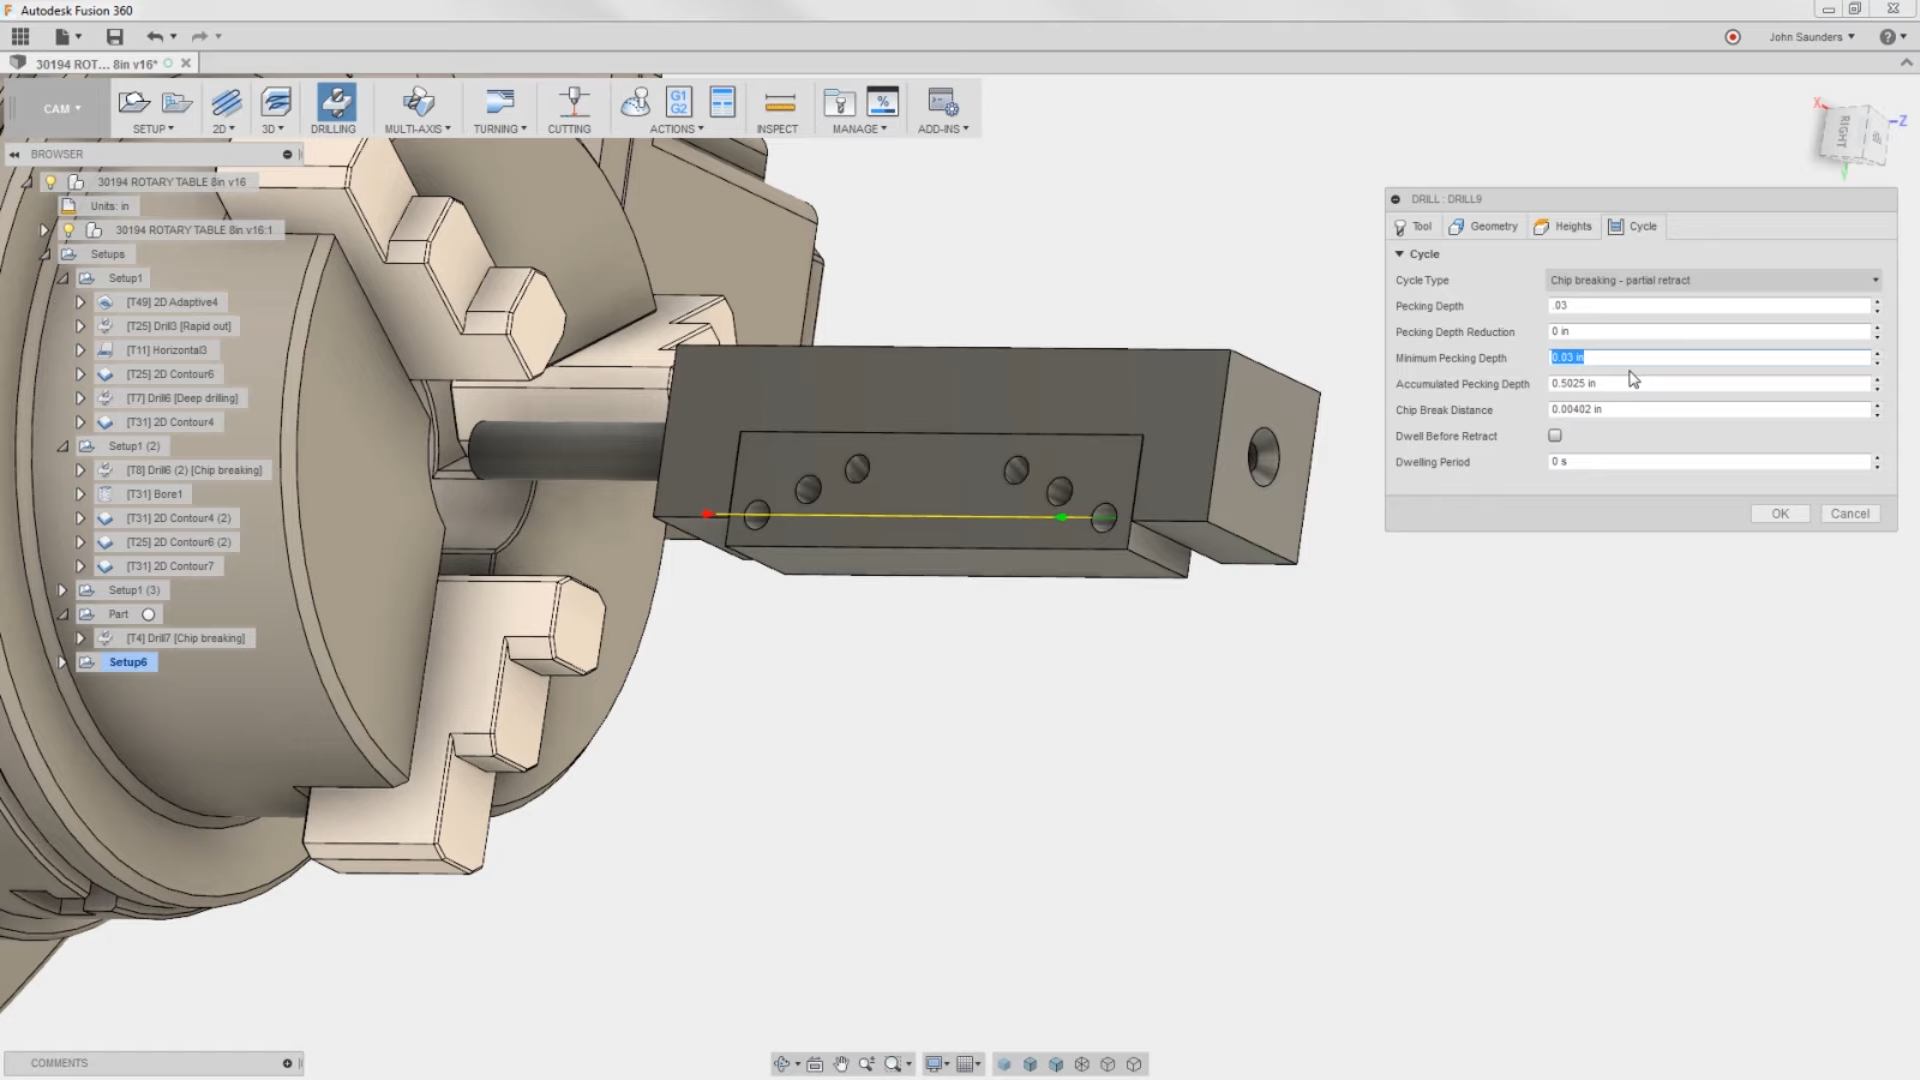 Autodesk Fusion 360
John Saunders
30194 ROT... 8in v16*
CAM
SETUP
2D
3D
DRILLING
MULTI-AXIS
TURNING
CUTTING
G1
G2
ACTIONS
INSPECT
%
MANAGE
ADD-INS
X
RIGHT
Z
BROWSER
30194 ROTARY TABLE 8in v16
Units: in
30194 ROTARY TABLE 8in v16:1
Setups
Setup1
[T49] 2D Adaptive4
[T25] Drill3 [Rapid out]
[T11] Horizontal3
[T25] 2D Contour6
[T7] Drill6 [Deep drilling]
[T31] 2D Contour4
Setup1 (2)
[T8] Drill6 (2) [Chip breaking]
[T31] Bore1
[T31] 2D Contour4 (2)
[T25] 2D Contour6 (2)
[T31] 2D Contour7
Setup1 (3)
Part
[T4] Drill7 [Chip breaking]
Setup6
DRILL : DRILL9
Tool Geometry Heights Cycle
Cycle
Cycle Type Chip breaking - partial retract
Pecking Depth .03
Pecking Depth Reduction 0 in
Minimum Pecking Depth 0.03 in
Accumulated Pecking Depth 0.5025 in
Chip Break Distance 0.00402 in
Dwell Before Retract
Dwelling Period 0 s
OK Cancel
COMMENTS